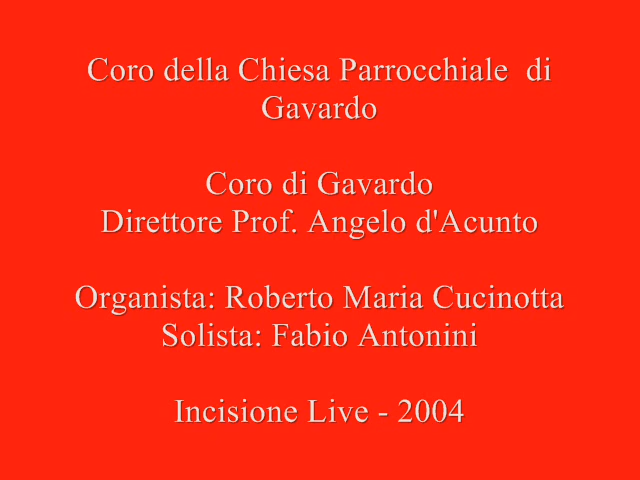 Coro della Chiesa Parrocchiale  di
Gavardo
Coro di Gavardo
Direttore Prof. Angelo d'Acunto
Organista: Roberto Maria Cucinotta
Solista: Fabio Antonini
Incisione Live - 2004